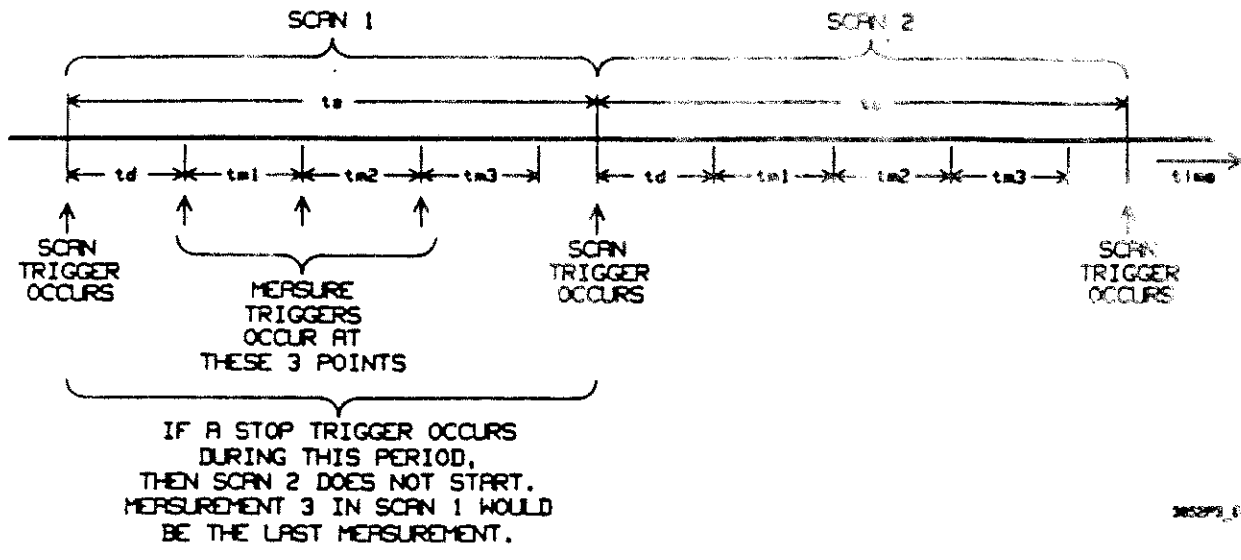 SCAN 1
SCAN 2
ts
td
tm1
tm2
tm3
td
tm1
tm2
tm3
time
SCAN
TRIGGER
OCCURS
MEASURE
TRIGGERS
OCCUR AT
THESE 3 POINTS
SCAN
TRIGGER
OCCURS
SCAN
TRIGGER
OCCURS
IF A STOP TRIGGER OCCURS
DURING THIS PERIOD,
THEN SCAN 2 DOES NOT START.
MEASUREMENT 3 IN SCAN 1 WOULD
BE THE LAST MEASUREMENT.